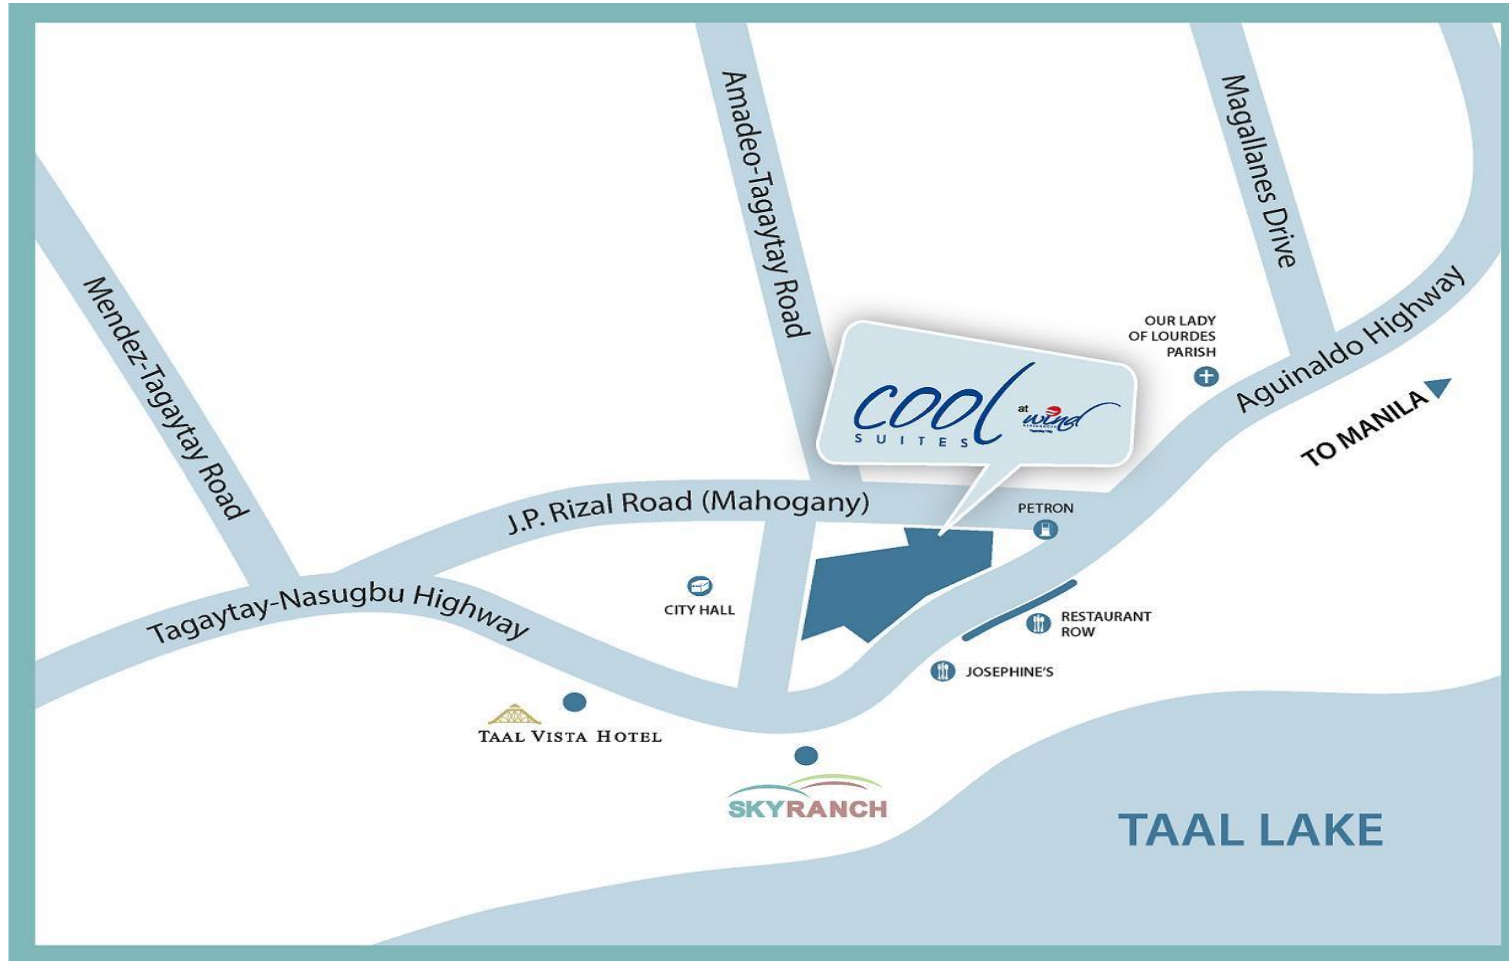 Amadeo-Tagaytay Road
Magallanes Drive
Mendez-Tagaytay Road
OUR LADY
OF LOURDES
PARISH
Aguinaldo Highway
TO MANILA
cool
SUITES
at
wind
J.P. Rizal Road (Mahogany)
PETRON
CITY HALL
Tagaytay-Nasugbu Highway
RESTAURANT
ROW
JOSEPHINE'S
TAAL VISTA HOTEL
SKYRANCH
TAAL LAKE